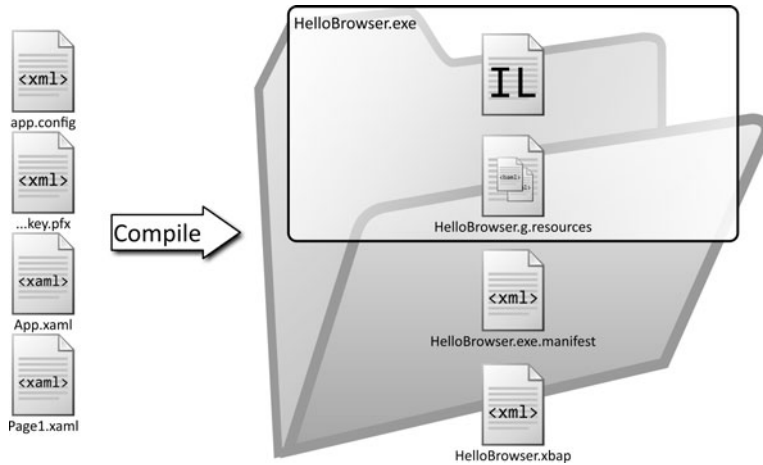 <xml>
app.config
<xml>
...key.pfx
<xaml>
App.xaml
<xaml>
Page1.xaml
Compile
HelloBrowser.exe
IL
<baml>
HelloBrowser.g.resources
<xml>
HelloBrowser.exe.manifest
<xml>
HelloBrowser.xbap